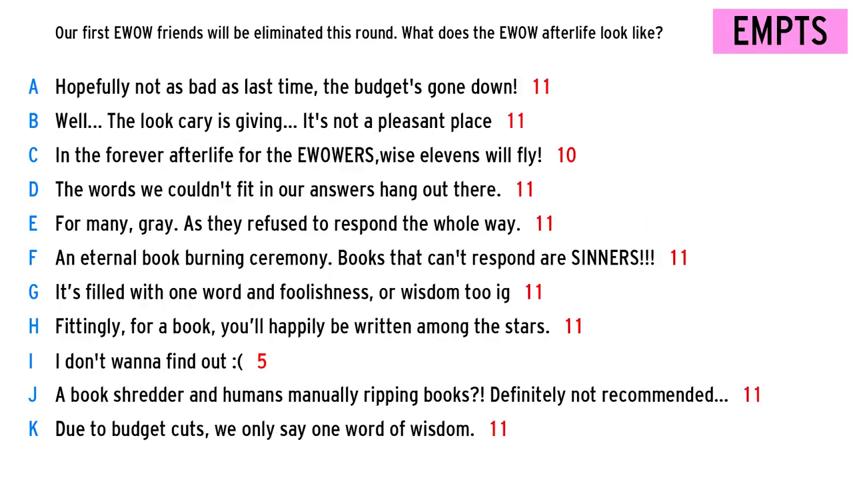 Our first EWOW friends will be eliminated this round. What does the EWOW afterlife look like?
EMPTS
A Hopefully not as bad as last time, the budget's gone down! 11
B Well... The look cary is giving... It's not a pleasant place 11
C In the forever afterlife for the EWOWERS,wise elevens will fly! 10
D The words we couldn't fit in our answers hang out there. 11
E For many, gray. As they refused to respond the whole way. 11
F An eternal book burning ceremony. Books that can't respond are SINNERS!!! 11
G It’s filled with one word and foolishness, or wisdom too ig 11
H Fittingly, for a book, you’ll happily be written among the stars. 11
I I don't wanna find out :( 5
J A book shredder and humans manually ripping books?! Definitely not recommended... 11
K Due to budget cuts, we only say one word of wisdom. 11